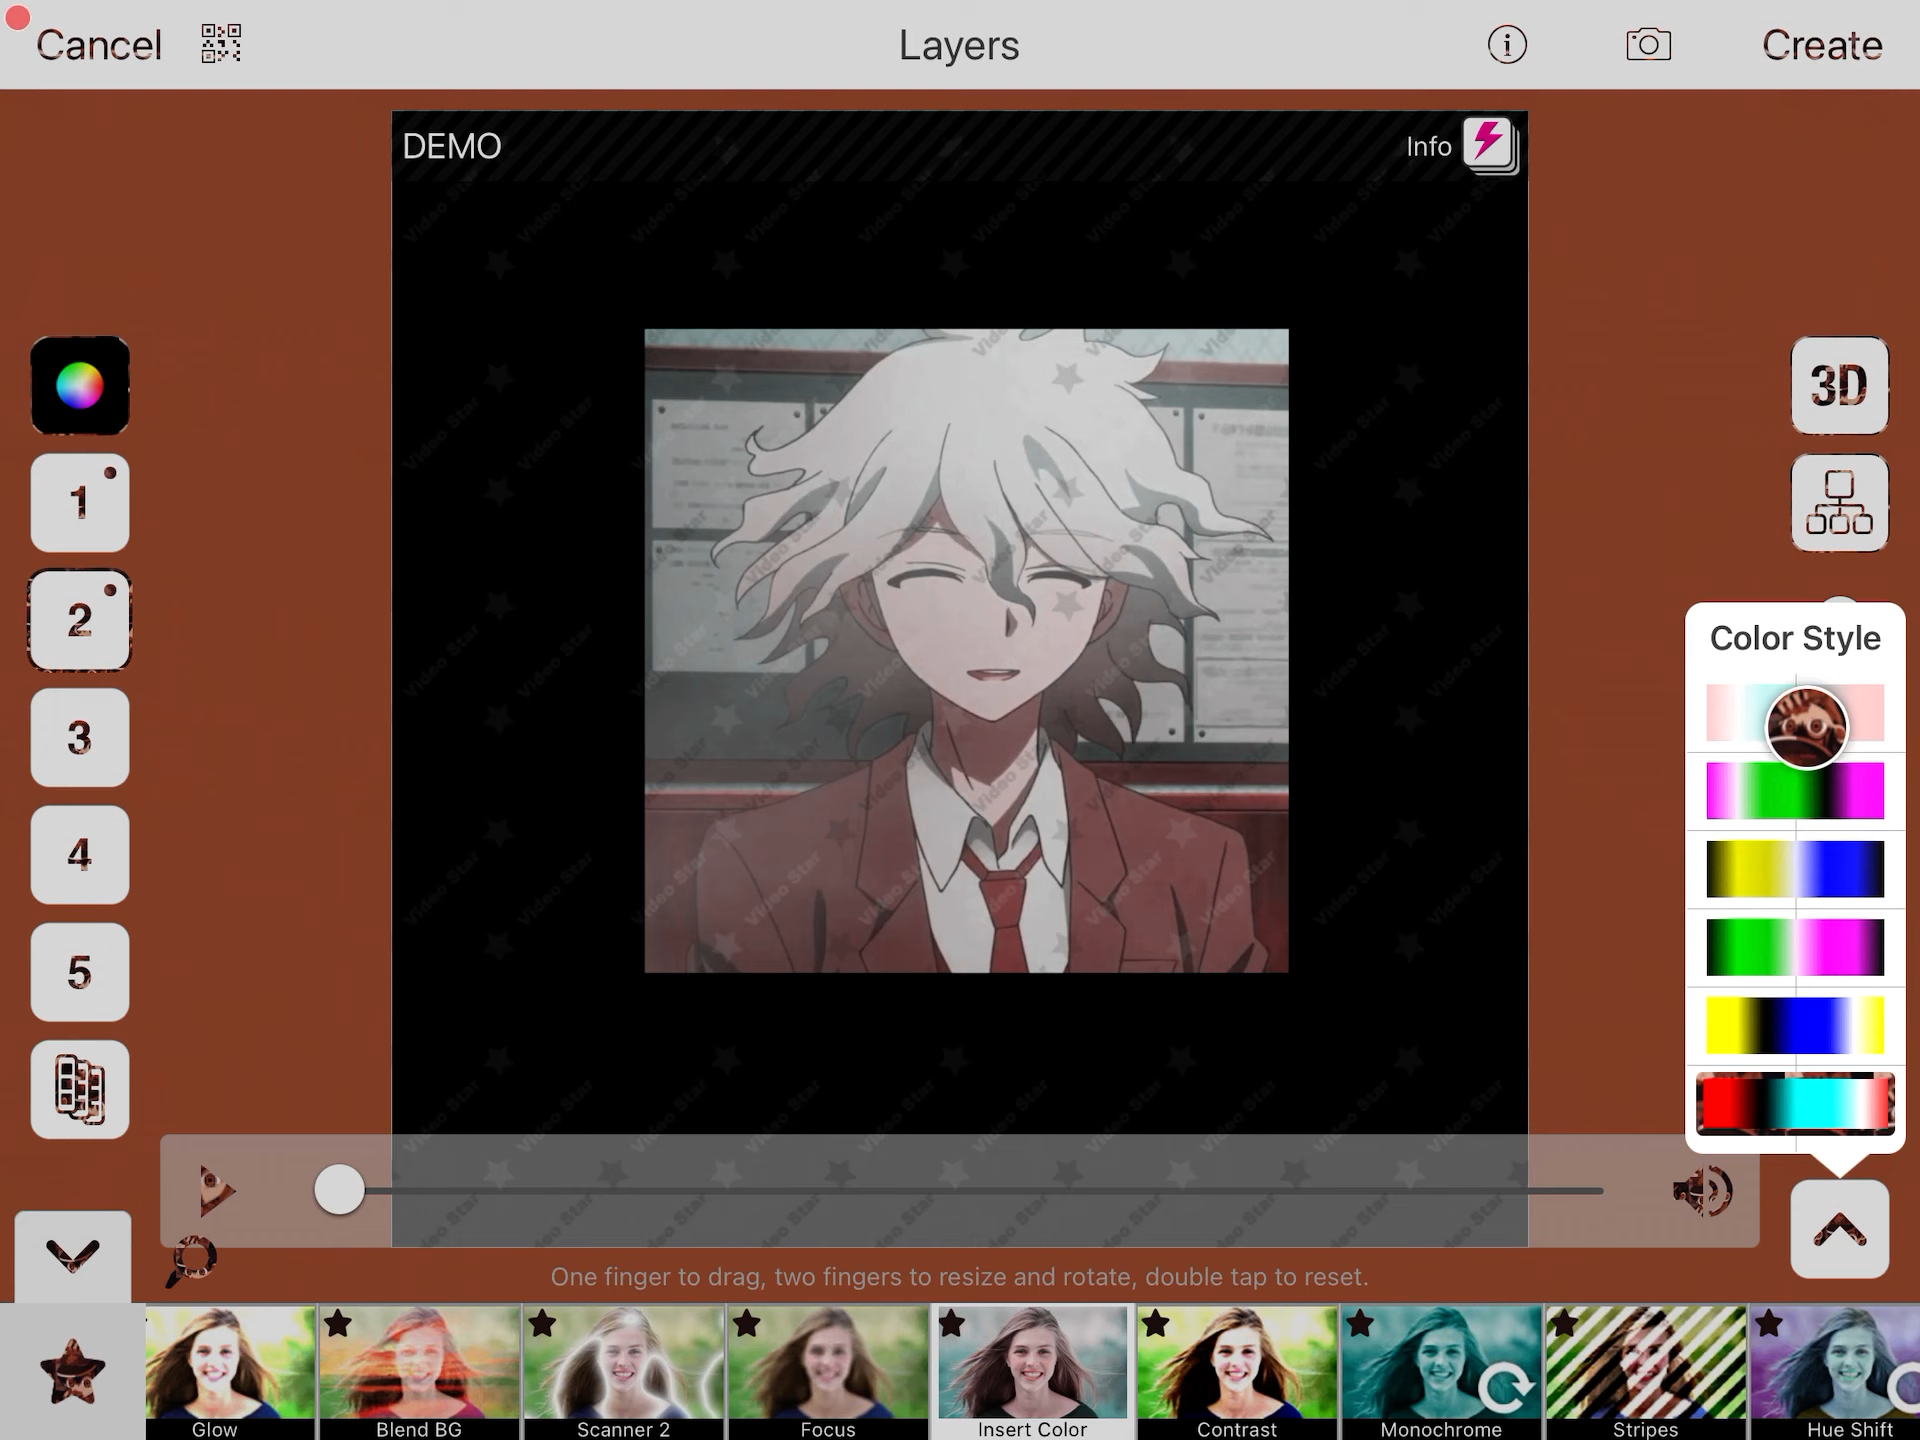 Cancel
Layers
Create
DEMO
Info
3D
1
2
3
4
5
Color Style
Video Star
One finger to drag, two fingers to resize and rotate, double tap to reset.
Glow
Blend BG
Scanner 2
Focus
Insert Color
Contrast
Monochrome
Stripes
Hue Shift